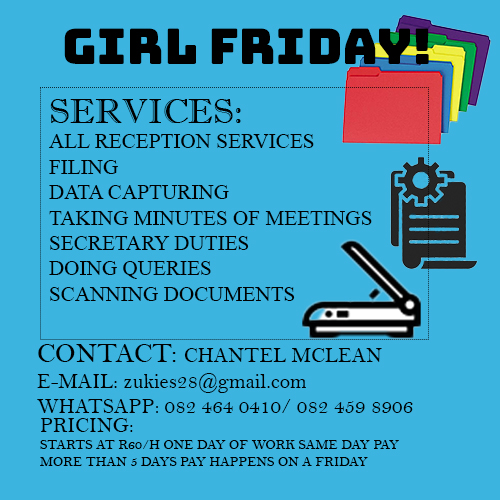 GIRL FRIDAY!
SERVICES:
ALL RECEPTION SERVICES
FILING
DATA CAPTURING
TAKING MINUTES OF MEETINGS
SECRETARY DUTIES
DOING QUERIES
SCANNING DOCUMENTS
CONTACT: CHANTEL MCLEAN
E-MAIL: zukies28@gmail.com
WHATSAPP: 082 464 0410/ 082 459 8906
PRICING:
STARTS AT R60/H ONE DAY OF WORK SAME DAY PAY
MORE THAN 5 DAYS PAY HAPPENS ON A FRIDAY